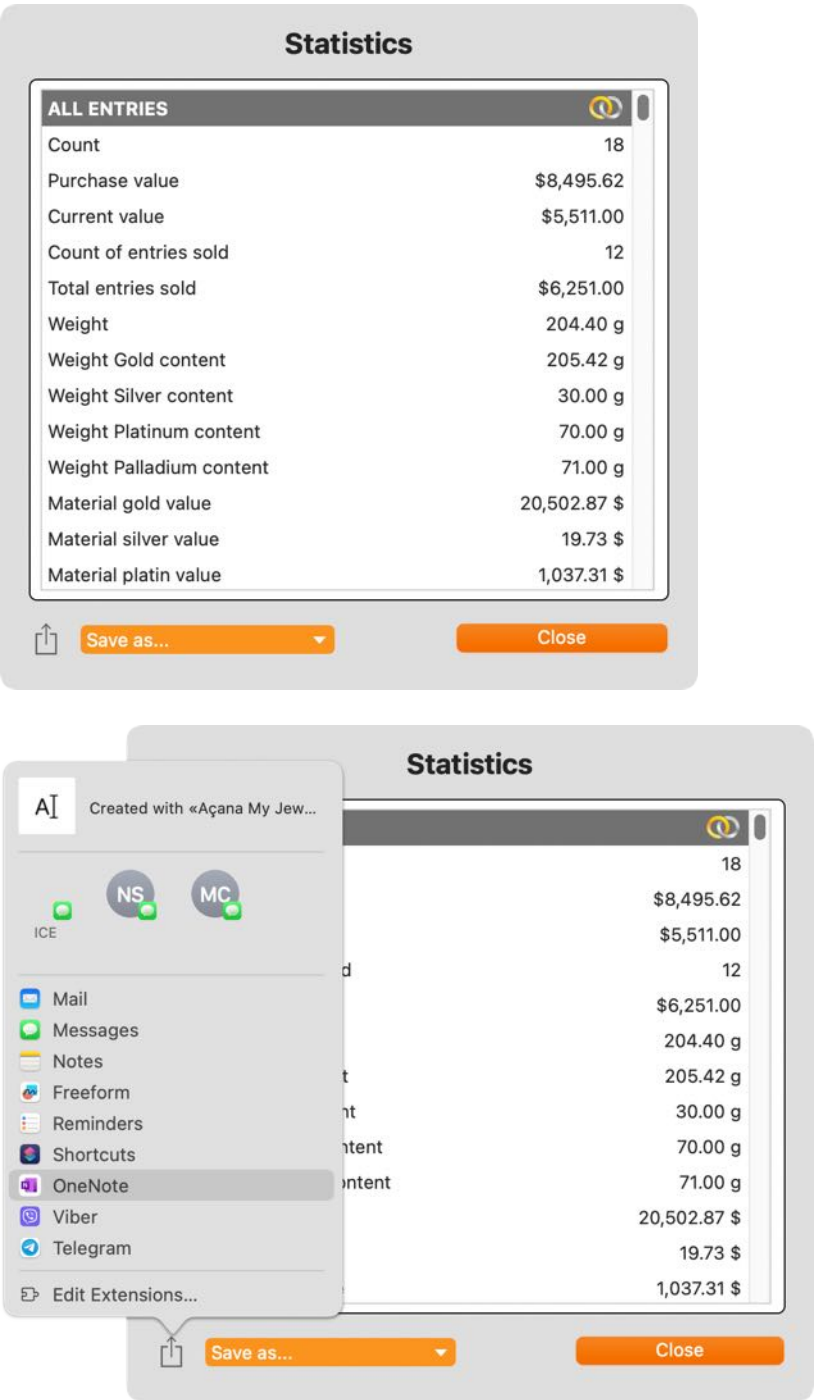 Statistics
ALL ENTRIES
Count 18
Purchase value $8,495.62
Current value $5,511.00
Count of entries sold 12
Total entries sold $6,251.00
Weight 204.40 g
Weight Gold content 205.42 g
Weight Silver content 30.00 g
Weight Platinum content 70.00 g
Weight Palladium content 71.00 g
Material gold value 20,502.87 $
Material silver value 19.73 $
Material platin value 1,037.31 $
Save as... Close
Statistics
A Created with «Açana My Jew...
NS MC
ICE
Mail
Messages
Notes
Freeform
Reminders
Shortcuts
OneNote
Viber
Telegram
Edit Extensions...
18
$8,495.62
$5,511.00
d 12
$6,251.00
204.40 g
t 205.42 g
nt 30.00 g
ntent 70.00 g
ontent 71.00 g
20,502.87 $
19.73 $
1,037.31 $
Save as... Close